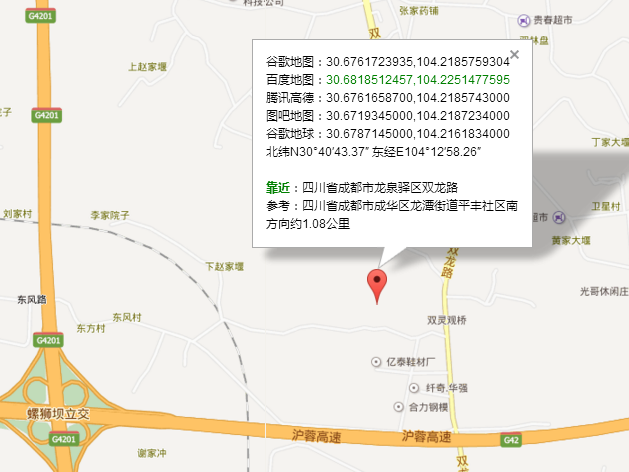 科技公司
G4201
张家药铺
贵春超市
双
双林盘
上赵家堰
谷歌地图：30.6761723935,104.2185759304
百度地图：30.6818512457,104.2251477595
腾讯高德：30.6761658700,104.2185743000
图吧地图：30.6719345000,104.2187234000
谷歌地球：30.6787145000,104.2161834000
北纬N30°40′43.37″ 东经E104°12′58.26″
靠近：四川省成都市龙泉驿区双龙路
参考：四川省成都市成华区龙潭街道平丰社区南
方向约1.08公里
院子
G4201
丁家大堰
卫星村
刘家村
李家院子
超市
黄家大堰
双龙路
下赵家堰
光哥休闲庄
东风路
东风村
东方村
双灵观桥
G4201
亿泰鞋材厂
纤奇.华强
合力钢模
螺狮坝立交
G4201
沪蓉高速
沪蓉高速
G42
谢家冲
双龙